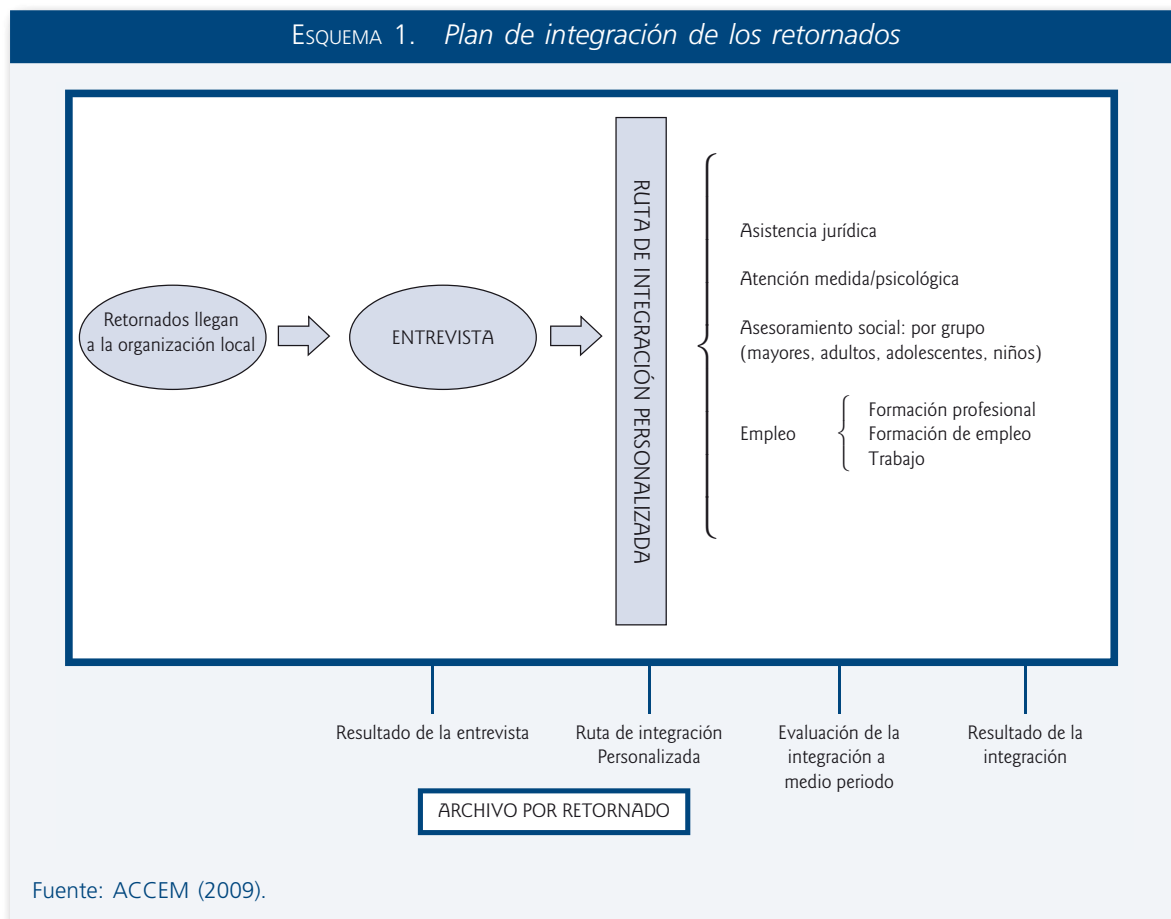 ESQUEMA 1. Plan de integración de los retornados
Retornados llegan
a la organización local
ENTREVISTA
RUTA DE INTEGRACIÓN PERSONALIZADA
Asistencia jurídica
Atención medida/psicológica
Asesoramiento social: por grupo
(mayores, adultos, adolescentes, niños)
Empleo
Formación profesional
Formación de empleo
Trabajo
Resultado de la entrevista
Ruta de integración
Personalizada
Evaluación de la
integración a
medio periodo
Resultado de la
integración
ARCHIVO POR RETORNADO
Fuente: ACCEM (2009).